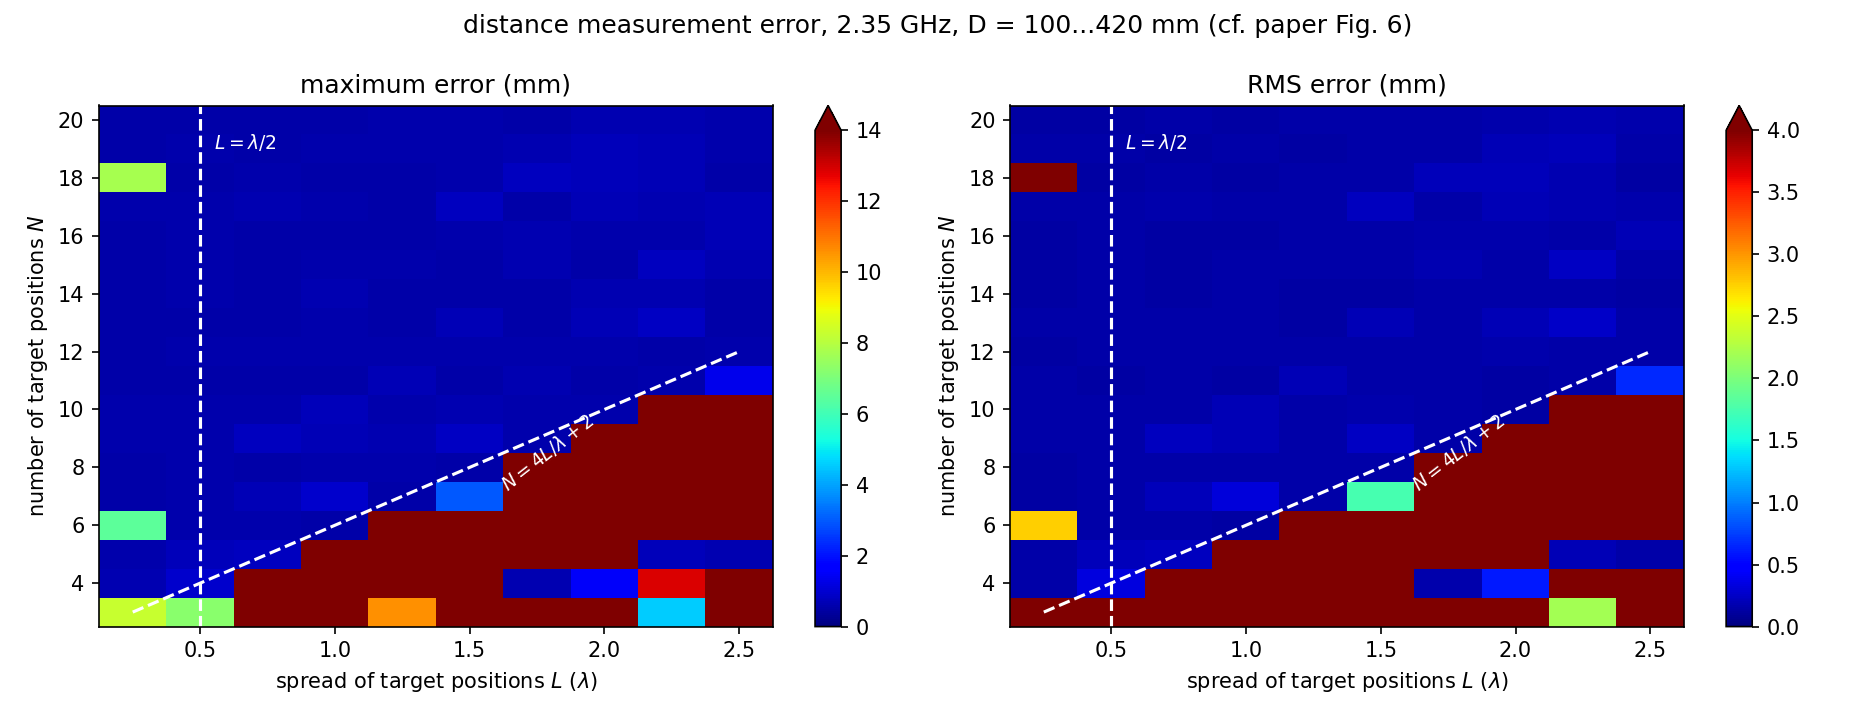 distance measurement error, 2.35 GHz, D = 100...420 mm (cf. paper Fig. 6)
maximum error (mm)
number of target positions N
20
18
16
14
12
10
8
6
4
L = λ/2
N = 4L/λ + 2
0.5 1.0 1.5 2.0 2.5
spread of target positions L (λ)
14
12
10
8
6
4
2
0
RMS error (mm)
number of target positions N
20
18
16
14
12
10
8
6
4
L = λ/2
N = 4L/λ + 2
0.5 1.0 1.5 2.0 2.5
spread of target positions L (λ)
4.0
3.5
3.0
2.5
2.0
1.5
1.0
0.5
0.0